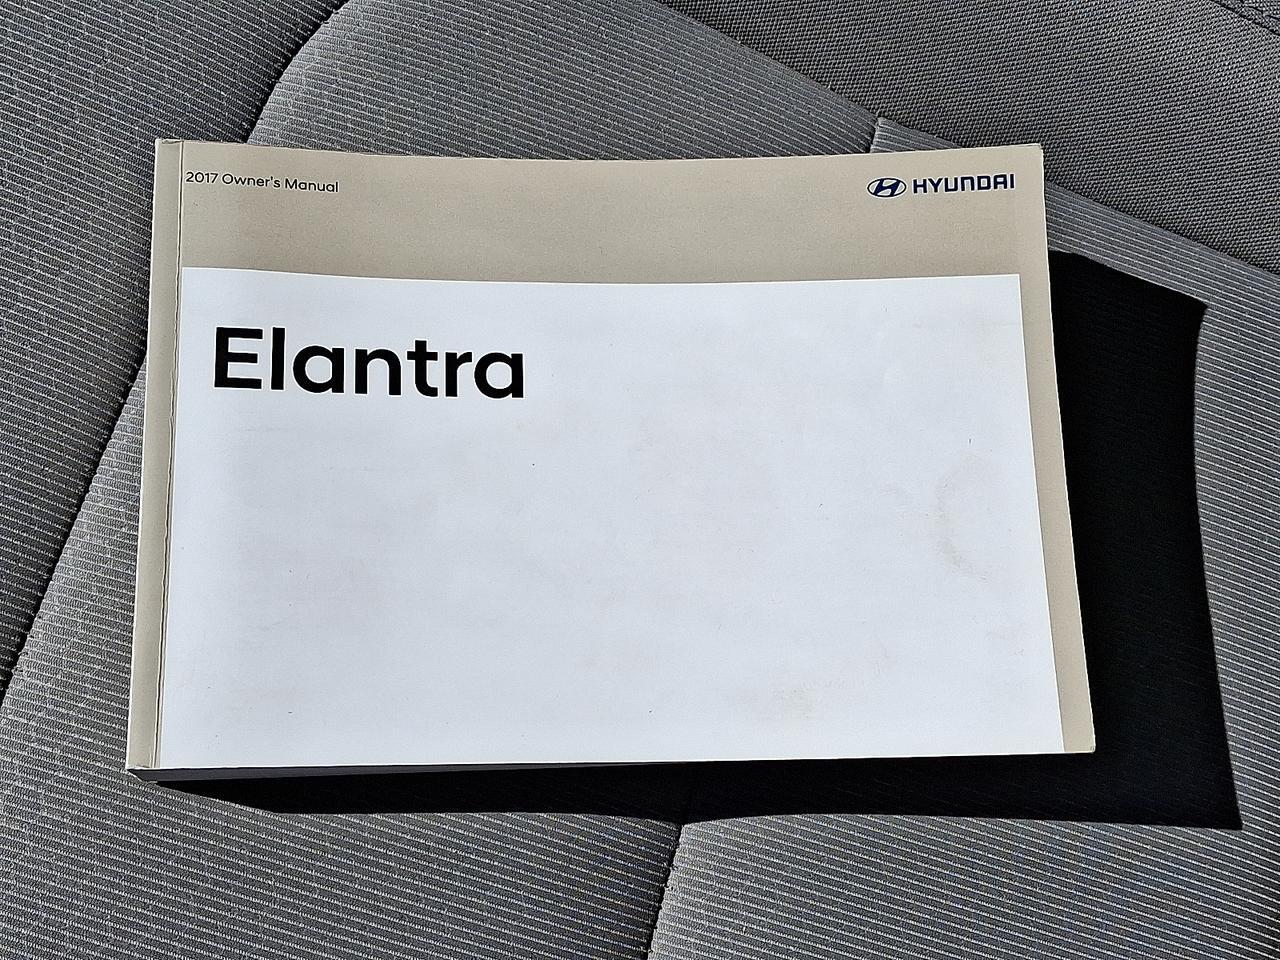 2017 Owner's Manual
HYUNDAI
Elantra